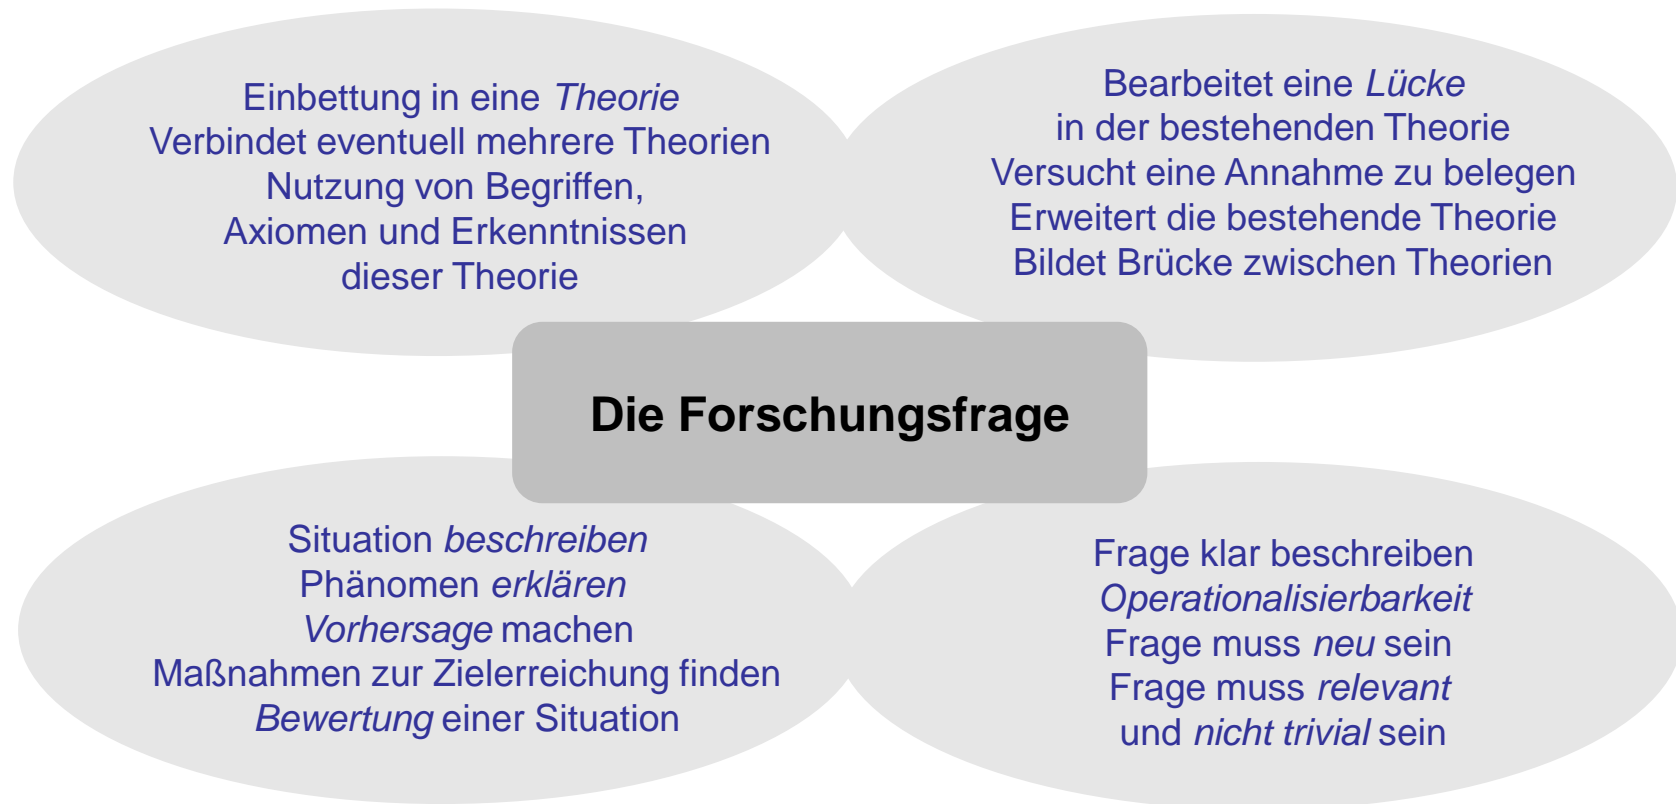 Einbettung in eine Theorie
Verbindet eventuell mehrere Theorien
Nutzung von Begriffen,
Axiomen und Erkenntnissen
dieser Theorie
Bearbeitet eine Lücke
in der bestehenden Theorie
Versucht eine Annahme zu belegen
Erweitert die bestehende Theorie
Bildet Brücke zwischen Theorien
Die Forschungsfrage
Situation beschreiben
Phänomen erklären
Vorhersage machen
Maßnahmen zur Zielerreichung finden
Bewertung einer Situation
Frage klar beschreiben
Operationalisierbarkeit
Frage muss neu sein
Frage muss relevant
und nicht trivial sein